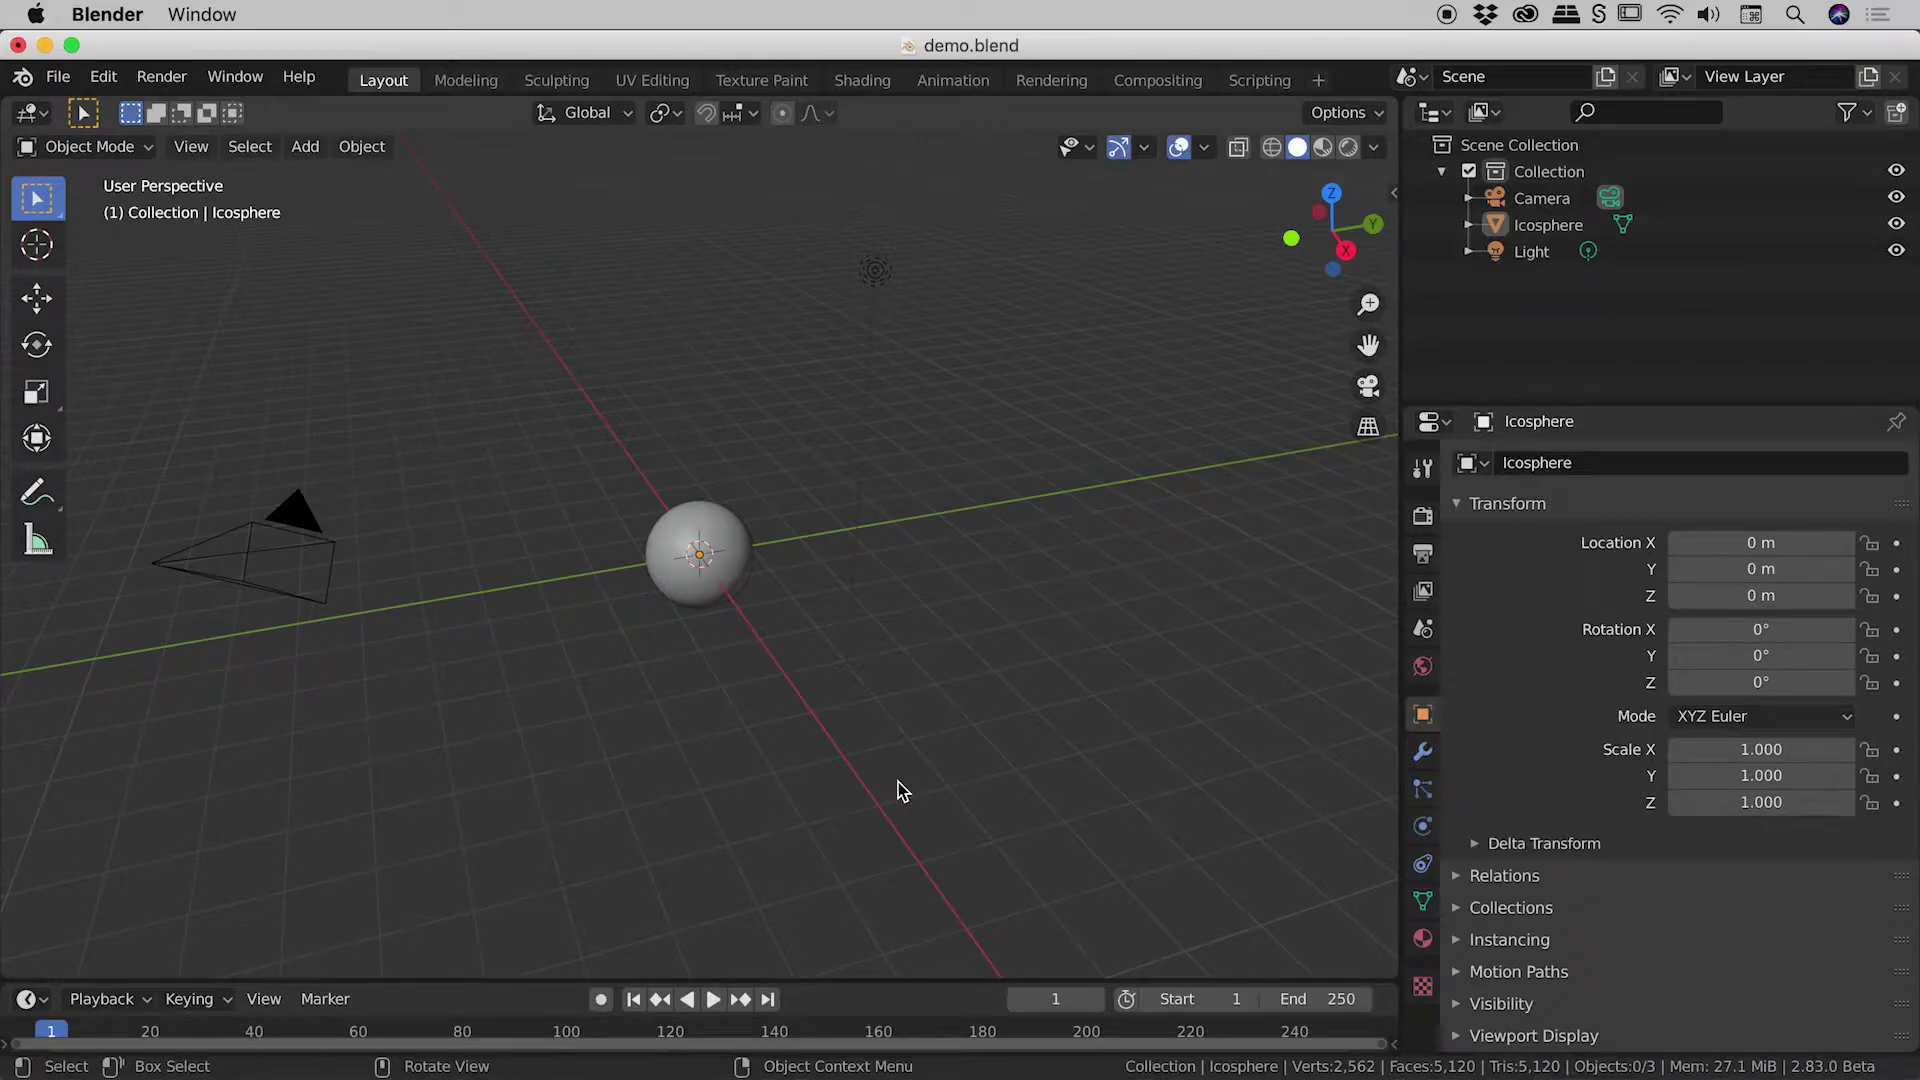 Blender Window
demo.blend
File Edit Render Window Help Layout Modeling Sculpting UV Editing Texture Paint Shading Animation Rendering Compositing Scripting + Scene View Layer
Global Options
Object Mode View Select Add Object
User Perspective
(1) Collection | Icosphere
Z
Y
X
Scene Collection
Collection
Camera
Icosphere
Light
Icosphere
Icosphere
Transform
Location X 0 m
Y 0 m
Z 0 m
Rotation X 0°
Y 0°
Z 0°
Mode XYZ Euler
Scale X 1.000
Y 1.000
Z 1.000
Delta Transform
Relations
Collections
Instancing
Motion Paths
Visibility
Viewport Display
Playback Keying View Marker 1 Start 1 End 250
1 20 40 60 80 100 120 140 160 180 200 220 240
Select Box Select Rotate View Object Context Menu Collection | Icosphere | Verts:2,562 | Faces:5,120 | Tris:5,120 | Objects:0/3 | Mem: 27.1 MiB | 2.83.0 Beta